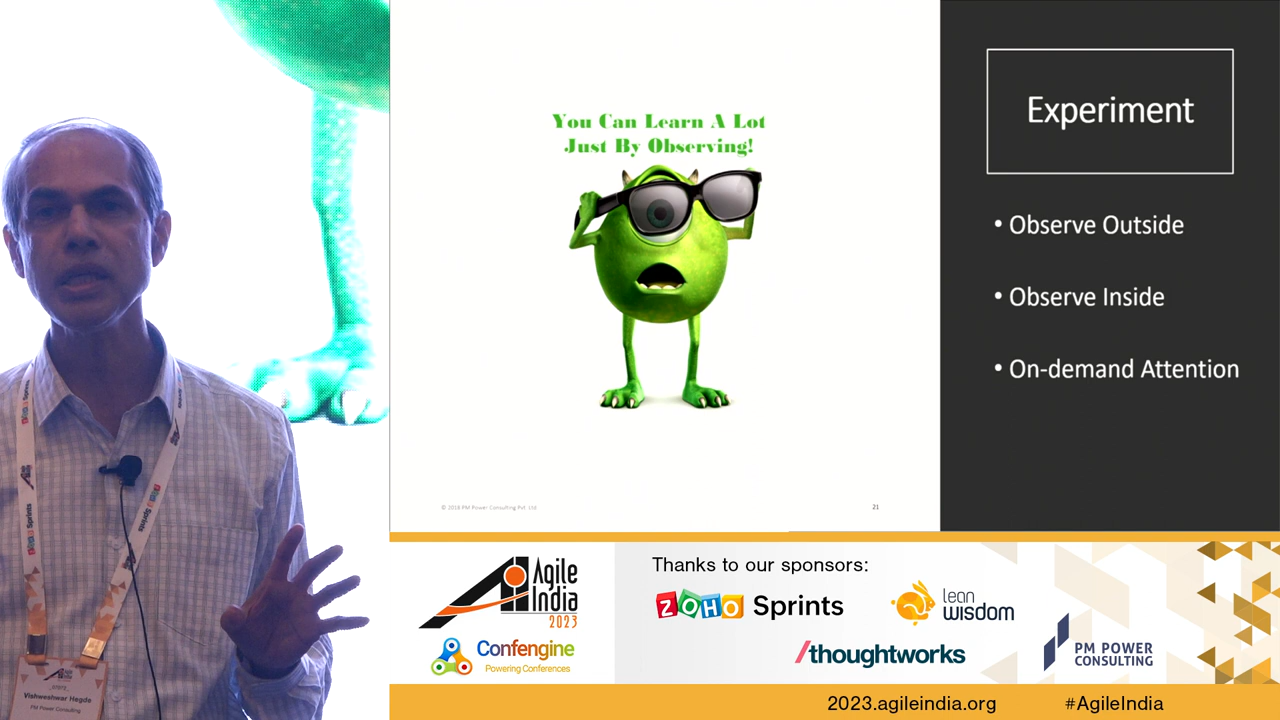 You Can Learn A Lot
Just By Observing!
© 2018 PM Power Consulting Pvt Ltd
21
Experiment
• Observe Outside
• Observe Inside
• On-demand Attention
Agile
India
2023
Confengine
Powering Conferences
Thanks to our sponsors:
ZOHO Sprints
lean
wisdom
/thoughtworks
PM POWER
CONSULTING
2023.agileindia.org
#AgileIndia
Sprints
Sprints
Vishweshwar Hegde
PM Power Consulting